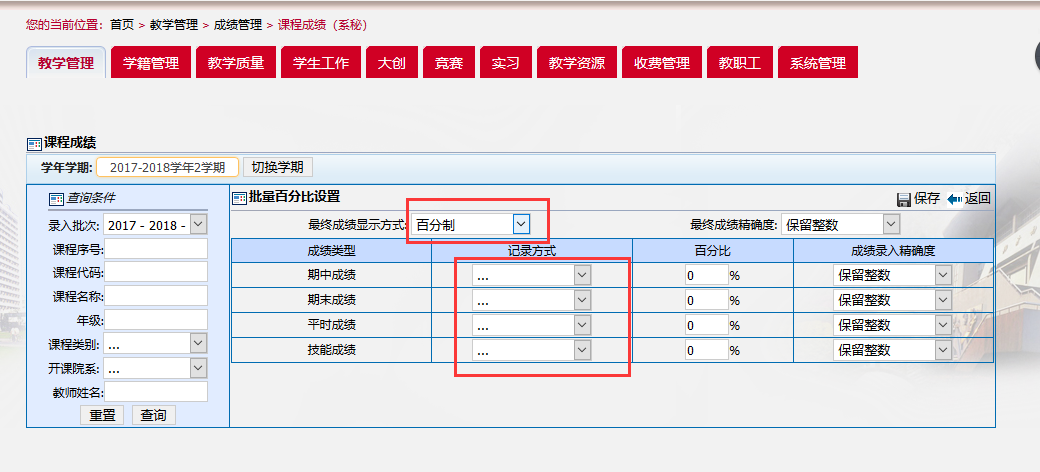 您的当前位置：首页 > 教学管理 > 成绩管理 > 课程成绩（系秘）
教学管理 学籍管理 教学质量 学生工作 大创 竞赛 实习 教学资源 收费管理 教职工 系统管理
课程成绩
学年学期: 2017-2018学年2学期 切换学期
查询条件
录入批次: 2017 - 2018 -
课程序号:
课程代码:
课程名称:
年级:
课程类别: ...
开课院系: ...
教师姓名:
重置 查询
批量百分比设置 保存 返回
最终成绩显示方式: 百分制 最终成绩精确度: 保留整数
成绩类型 记录方式 百分比 成绩录入精确度
期中成绩 ... 0 % 保留整数
期末成绩 ... 0 % 保留整数
平时成绩 ... 0 % 保留整数
技能成绩 ... 0 % 保留整数